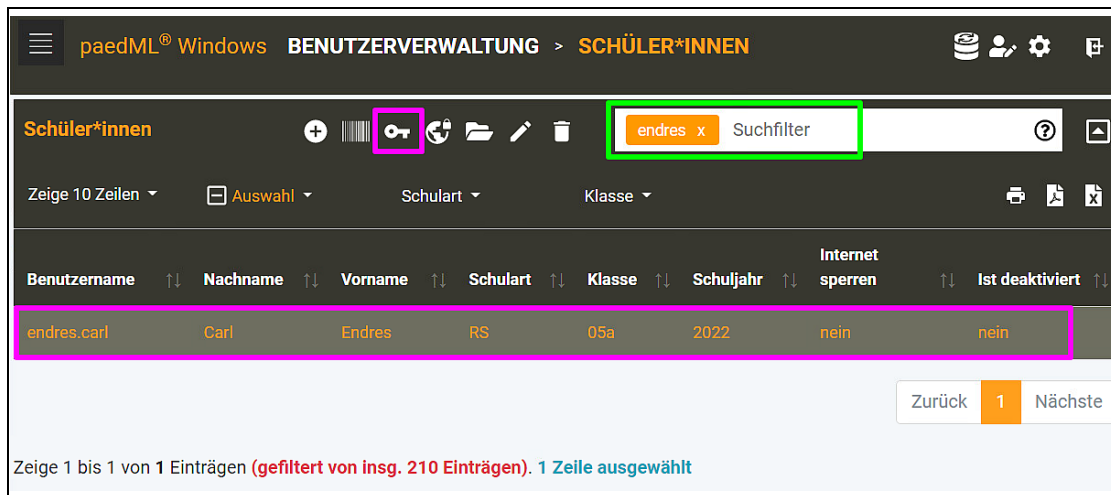 paedML® Windows BENUTZERVERWALTUNG > SCHÜLER*INNEN
Schüler*innen endres x Suchfilter
Zeige 10 Zeilen Auswahl Schulart Klasse
Benutzername Nachname Vorname Schulart Klasse Schuljahr Internet sperren Ist deaktiviert
endres.carl Carl Endres RS 05a 2022 nein nein
Zurück 1 Nächste
Zeige 1 bis 1 von 1 Einträgen (gefiltert von insg. 210 Einträgen). 1 Zeile ausgewählt